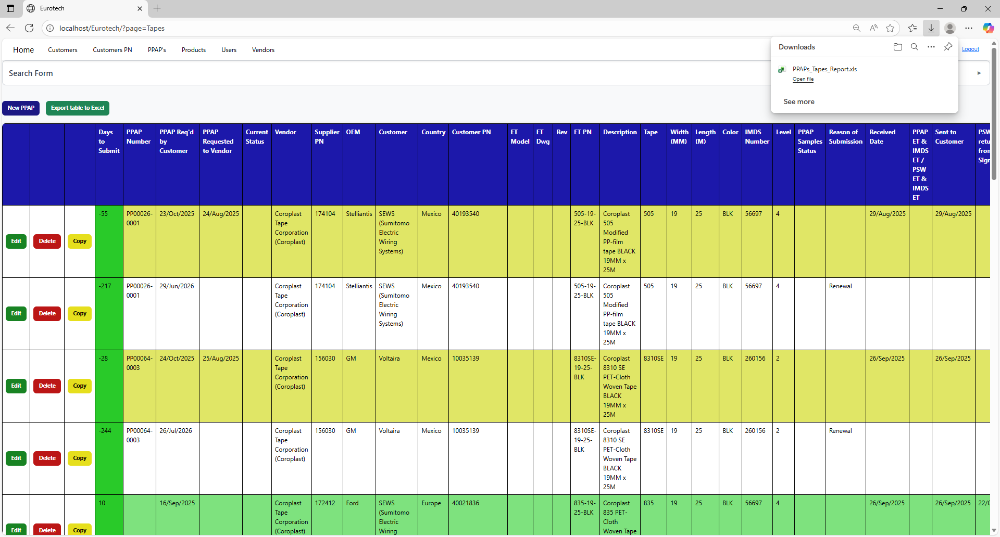 Eurotech
localhost/Eurotech/?page=Tapes
Home Customers Customers PN PPAP's Products Users Vendors Logout
Downloads
PPAPs_Tapes_Report.xls
Open file
See more
Search Form
New PPAP Export table to Excel
Days to Submit
PPAP Number
PPAP Req'd by Customer
PPAP Requested to Vendor
Current Status
Vendor
Supplier PN
OEM
Customer
Country
Customer PN
ET Model
ET Dwg
Rev
ET PN
Description
Tape
Width (MM)
Length (M)
Color
IMDS Number
Level
PPAP Samples Status
Reason of Submission
Received Date
PPAP ET & IMDS ET / PSW ET & IMDS ET
Sent to Customer
Edit Delete Copy -55 PP00026-0001 23/Oct/2025 24/Aug/2025 Coroplast Tape Corporation (Coroplast) 174104 Stelliantis SEWS (Sumitomo Electric Wiring Systems) Mexico 40193540 505-19-25-BLK Coroplast 505 Modified PP-film tape BLACK 19MM x 25M 505 19 25 BLK 56697 4 29/Aug/2025 29/Aug/2025
Edit Delete Copy -217 PP00026-0001 29/Jun/2026 Coroplast Tape Corporation (Coroplast) 174104 Stelliantis SEWS (Sumitomo Electric Wiring Systems) Mexico 40193540 505-19-25-BLK Coroplast 505 Modified PP-film tape BLACK 19MM x 25M 505 19 25 BLK 56697 4 Renewal
Edit Delete Copy -28 PP00064-0003 24/Oct/2025 25/Aug/2025 Coroplast Tape Corporation (Coroplast) 156030 GM Voltaira Mexico 10035139 8310SE-19-25-BLK Coroplast 8310 SE PET-Cloth Woven Tape BLACK 19MM x 25M 8310SE 19 25 BLK 260156 2 26/Sep/2025 26/Sep/2025
Edit Delete Copy -244 PP00064-0003 26/Jul/2026 Coroplast Tape Corporation (Coroplast) 156030 GM Voltaira Mexico 10035139 8310SE-19-25-BLK Coroplast 8310 SE PET-Cloth Woven Tape BLACK 19MM x 25M 8310SE 19 25 BLK 260156 2 Renewal
Edit Delete Copy 10 16/Sep/2025 Coroplast Tape Corporation (Coroplast) 172412 Ford SEWS (Sumitomo Electric Wiring Europe 40021836 835-19-25-BLK Coroplast 835 PET-Cloth Woven Tape 835 19 25 BLK 56697 4 26/Sep/2025 26/Sep/2025